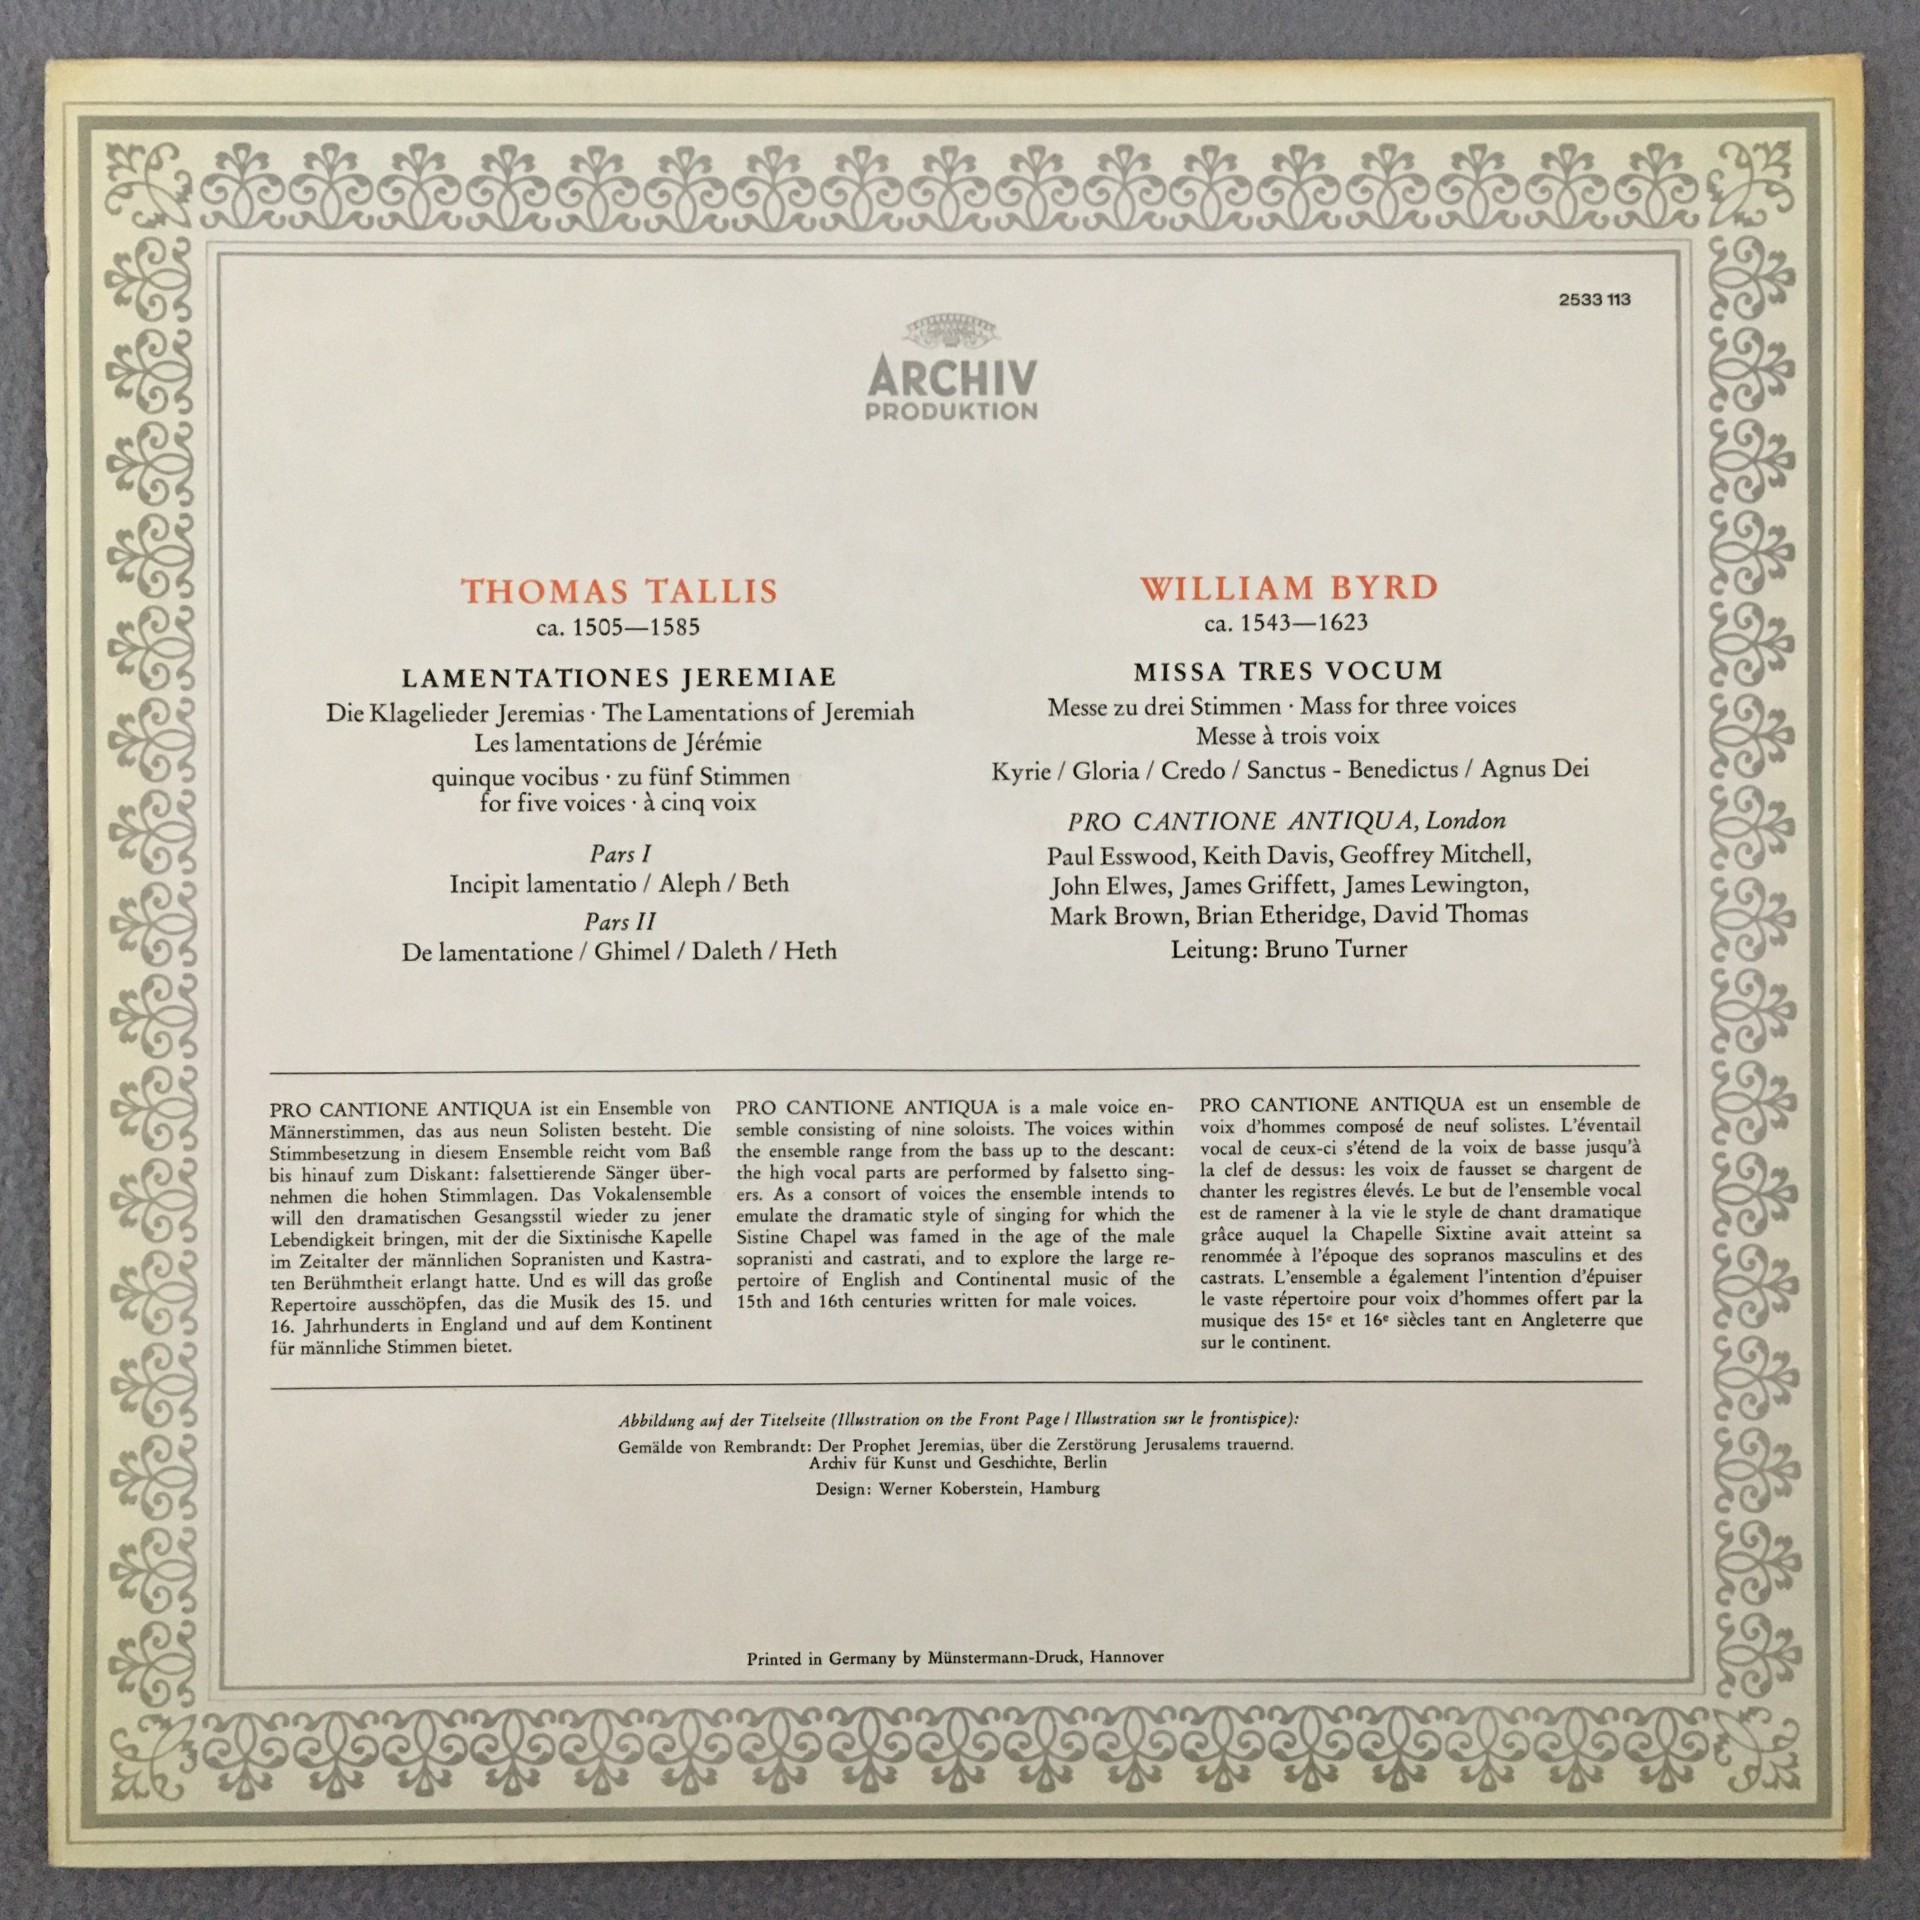 2533 113
ARCHIV
PRODUKTION
THOMAS TALLIS
ca. 1505—1585
LAMENTATIONES JEREMIAE
Die Klagelieder Jeremias · The Lamentations of Jeremiah
Les lamentations de Jérémie
quinque vocibus · zu fünf Stimmen
for five voices · à cinq voix
Pars I
Incipit lamentatio / Aleph / Beth
Pars II
De lamentatione / Ghimel / Daleth / Heth
WILLIAM BYRD
ca. 1543—1623
MISSA TRES VOCUM
Messe zu drei Stimmen · Mass for three voices
Messe à trois voix
Kyrie / Gloria / Credo / Sanctus - Benedictus / Agnus Dei
PRO CANTIONE ANTIQUA, London
Paul Esswood, Keith Davis, Geoffrey Mitchell,
John Elwes, James Griffett, James Lewington,
Mark Brown, Brian Etheridge, David Thomas
Leitung: Bruno Turner
PRO CANTIONE ANTIQUA ist ein Ensemble von
Männerstimmen, das aus neun Solisten besteht. Die
Stimmbesetzung in diesem Ensemble reicht vom Baß
bis hinauf zum Diskant: falsettierende Sänger über-
nehmen die hohen Stimmlagen. Das Vokalensemble
will den dramatischen Gesangsstil wieder zu jener
Lebendigkeit bringen, mit der die Sixtinische Kapelle
im Zeitalter der männlichen Sopranisten und Kastra-
ten Berühmtheit erlangt hatte. Und es will das große
Repertoire ausschöpfen, das die Musik des 15. und
16. Jahrhunderts in England und auf dem Kontinent
für männliche Stimmen bietet.
PRO CANTIONE ANTIQUA is a male voice en-
semble consisting of nine soloists. The voices within
the ensemble range from the bass up to the descant:
the high vocal parts are performed by falsetto sing-
ers. As a consort of voices the ensemble intends to
emulate the dramatic style of singing for which the
Sistine Chapel was famed in the age of the male
sopranisti and castrati, and to explore the large re-
pertoire of English and Continental music of the
15th and 16th centuries written for male voices.
PRO CANTIONE ANTIQUA est un ensemble de
voix d'hommes composé de neuf solistes. L'éventail
vocal de ceux-ci s'étend de la voix de basse jusqu'à
la clef de dessus: les voix de fausset se chargent de
chanter les registres élevés. Le but de l'ensemble vocal
est de ramener à la vie le style de chant dramatique
grâce auquel la Chapelle Sixtine avait atteint sa
renommée à l'époque des sopranos masculins et des
castrats. L'ensemble a également l'intention d'épuiser
le vaste répertoire pour voix d'hommes offert par la
musique des 15e et 16e siècles tant en Angleterre que
sur le continent.
Abbildung auf der Titelseite (Illustration on the Front Page / Illustration sur le frontispice):
Gemälde von Rembrandt: Der Prophet Jeremias, über die Zerstörung Jerusalems trauernd.
Archiv für Kunst und Geschichte, Berlin
Design: Werner Koberstein, Hamburg
Printed in Germany by Münstermann-Druck, Hannover